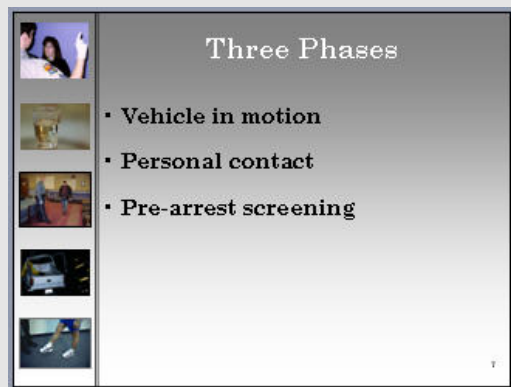 Three Phases
▪ Vehicle in motion
▪ Personal contact
▪ Pre-arrest screening